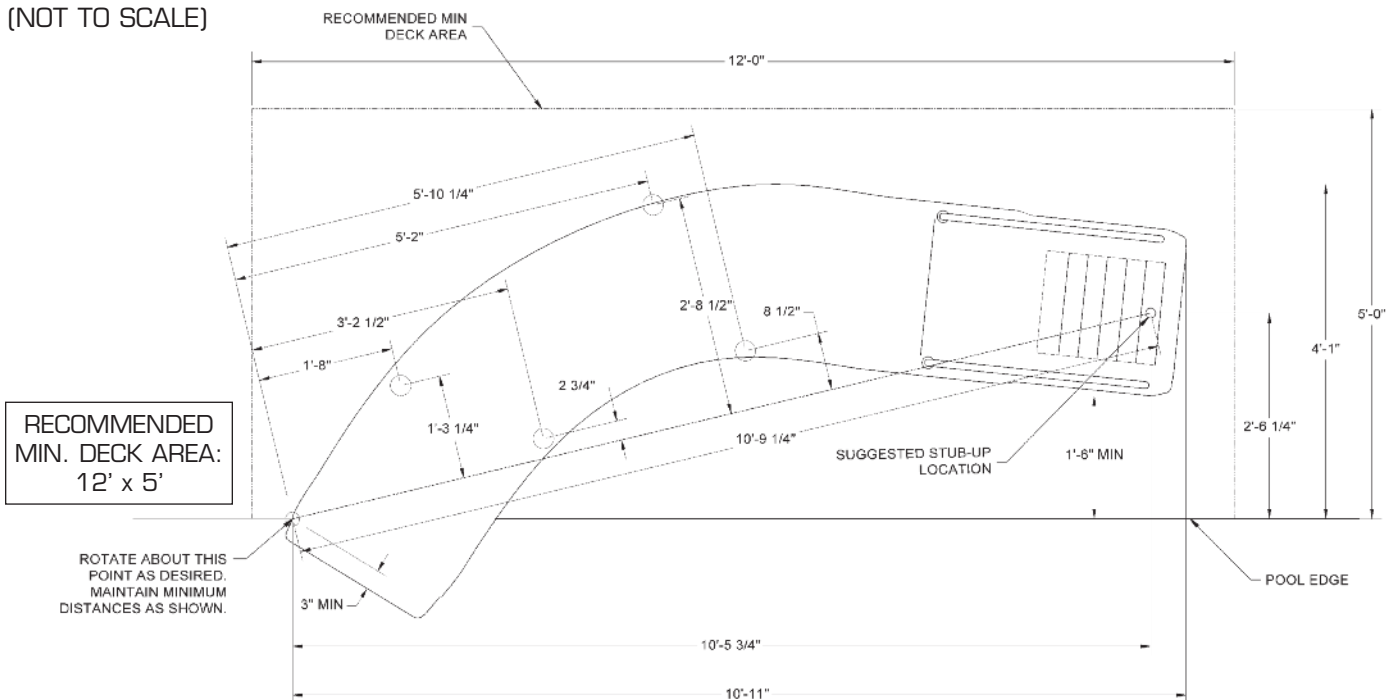 (NOT TO SCALE)
RECOMMENDED MIN
DECK AREA
12'-0"
5'-10 1/4"
5'-2"
3'-2 1/2"
1'-8"
2'-8 1/2"
8 1/2"
2 3/4"
1'-3 1/4"
10'-9 1/4"
5'-0"
4'-1"
2'-6 1/4"
1'-6" MIN
SUGGESTED STUB-UP
LOCATION
RECOMMENDED
MIN. DECK AREA:
12' x 5'
ROTATE ABOUT THIS
POINT AS DESIRED.
MAINTAIN MINIMUM
DISTANCES AS SHOWN.
3" MIN
POOL EDGE
10'-5 3/4"
10'-11"